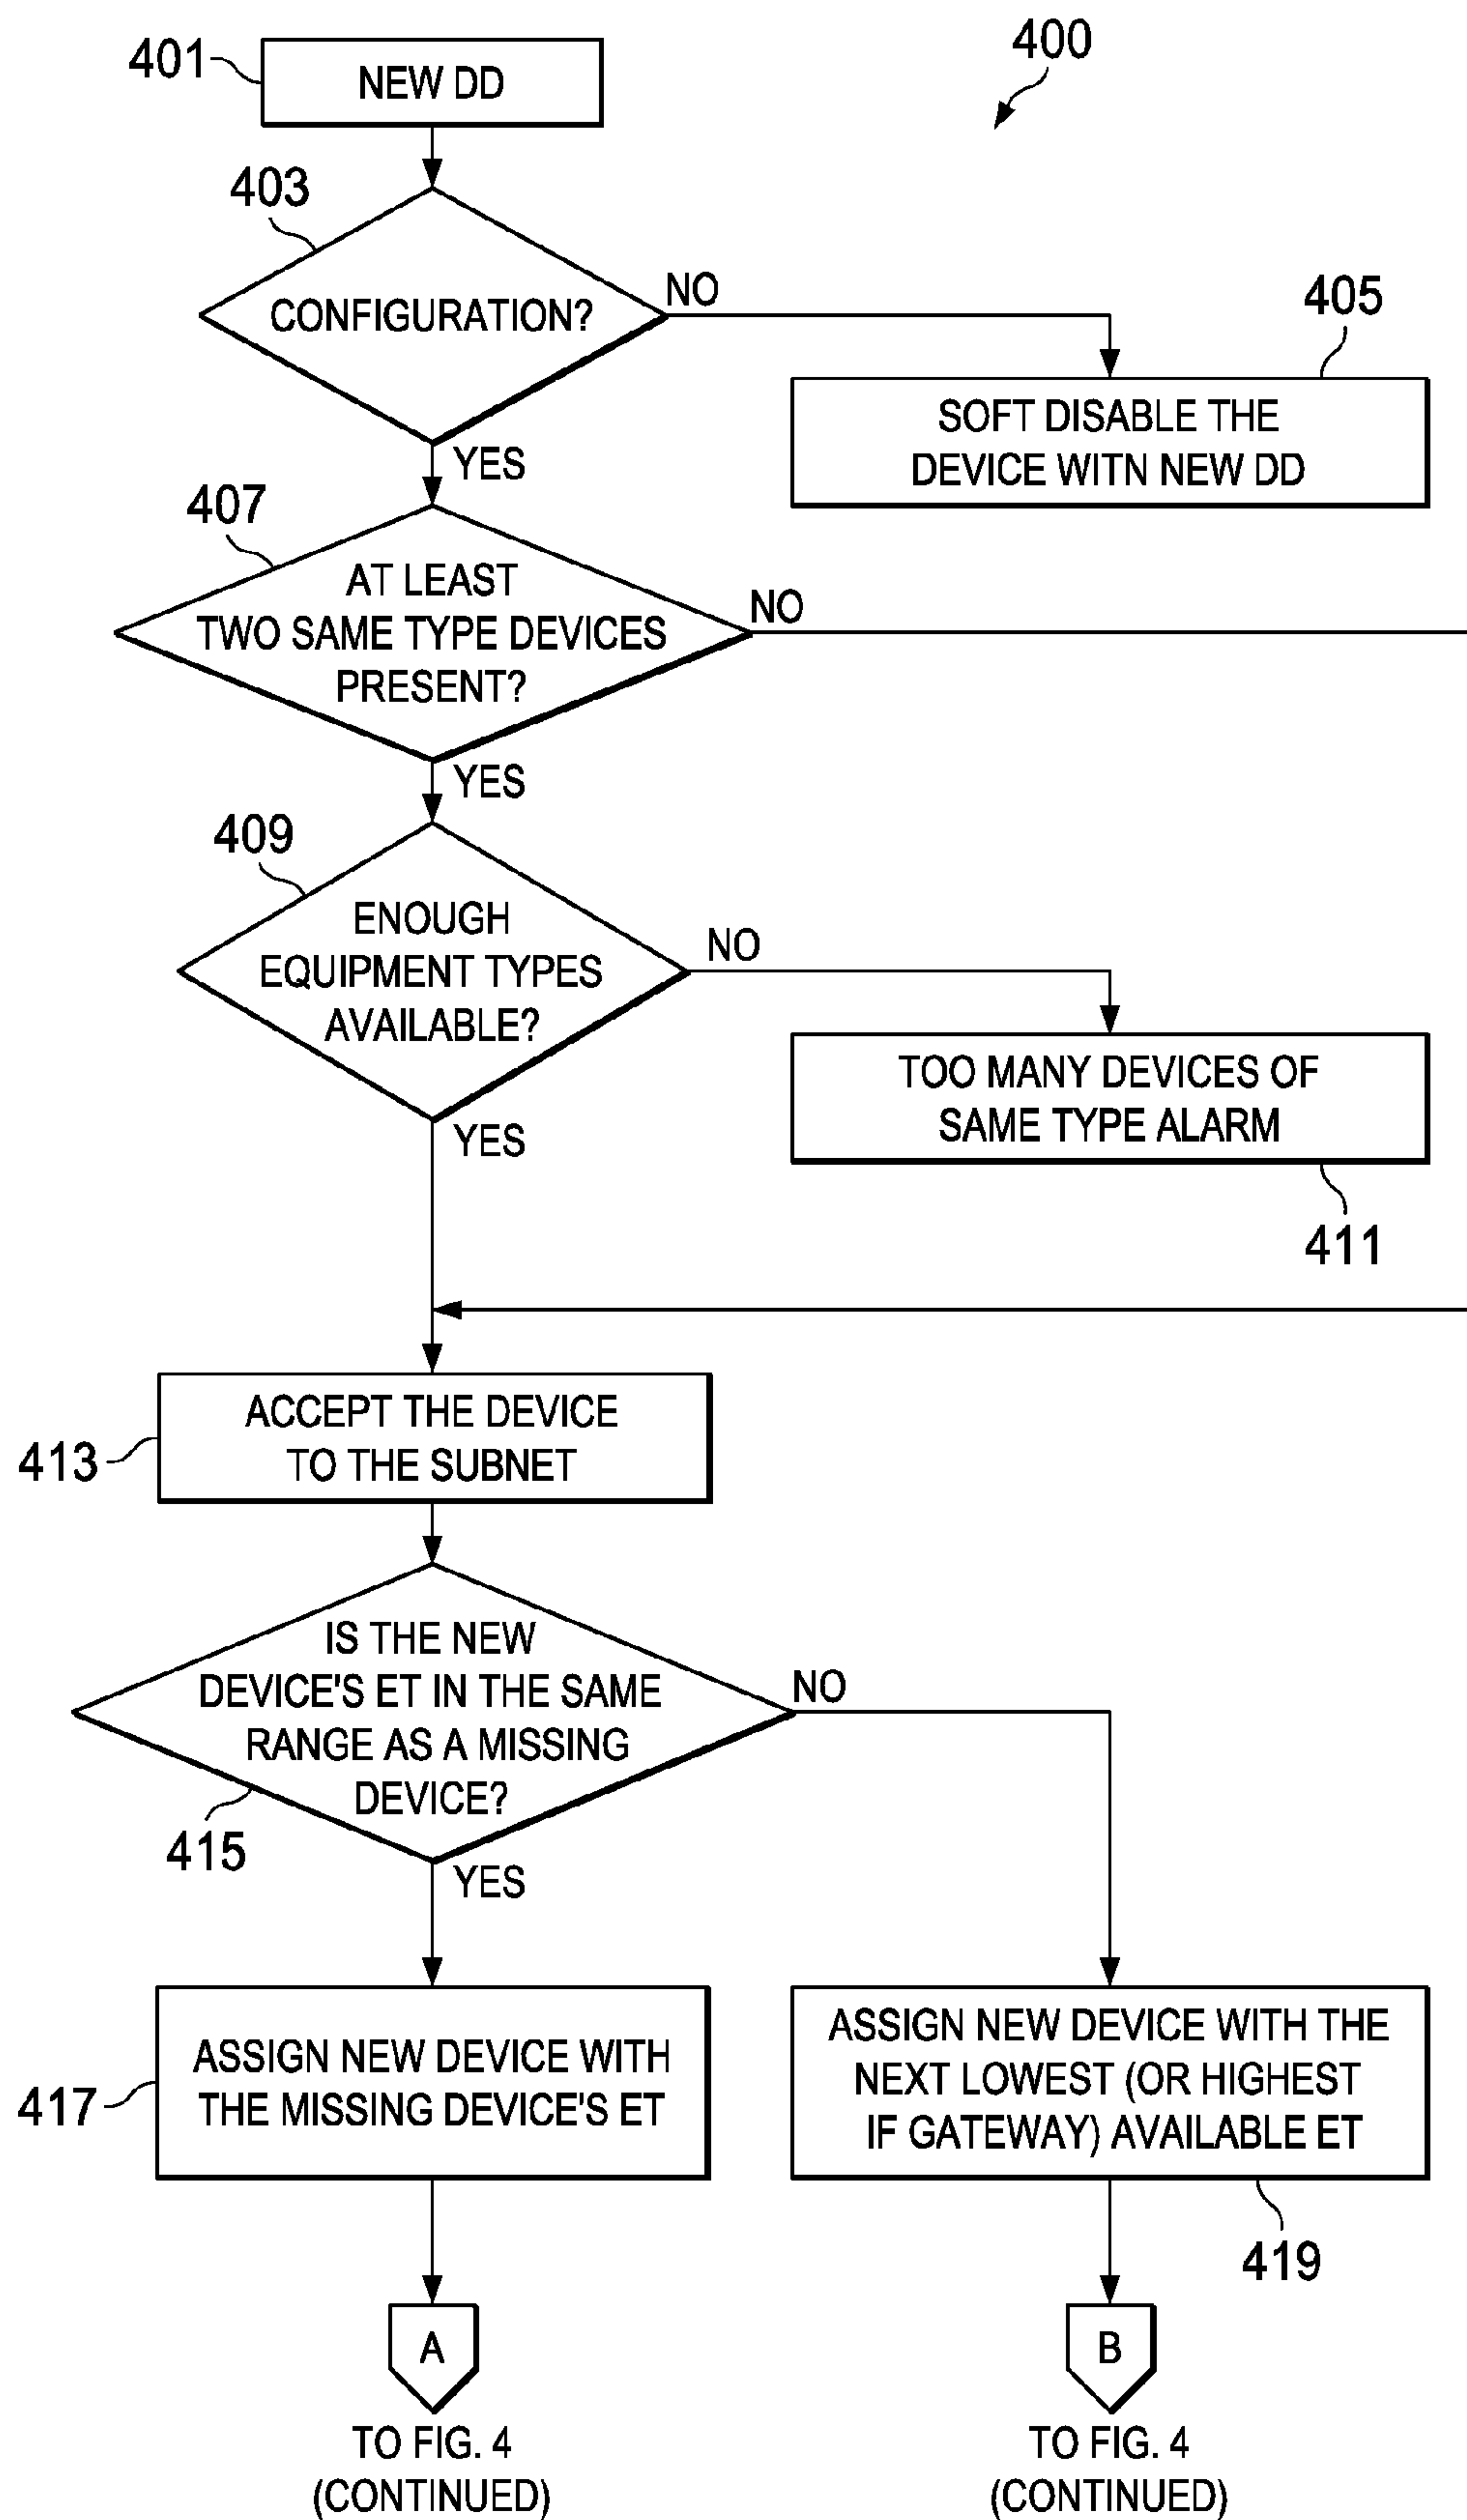 400
401
NEW DD
403
CONFIGURATION?
NO
405
SOFT DISABLE THE
DEVICE WITN NEW DD
YES
407
AT LEAST
TWO SAME TYPE DEVICES
PRESENT?
NO
YES
409
ENOUGH
EQUIPMENT TYPES
AVAILABLE?
NO
TOO MANY DEVICES OF
SAME TYPE ALARM
411
YES
413
ACCEPT THE DEVICE
TO THE SUBNET
IS THE NEW
DEVICE'S ET IN THE SAME
RANGE AS A MISSING
DEVICE?
415
NO
YES
417
ASSIGN NEW DEVICE WITH
THE MISSING DEVICE'S ET
ASSIGN NEW DEVICE WITH THE
NEXT LOWEST (OR HIGHEST
IF GATEWAY) AVAILABLE ET
419
A
TO FIG. 4
(CONTINUED)
B
TO FIG. 4
(CONTINUED)